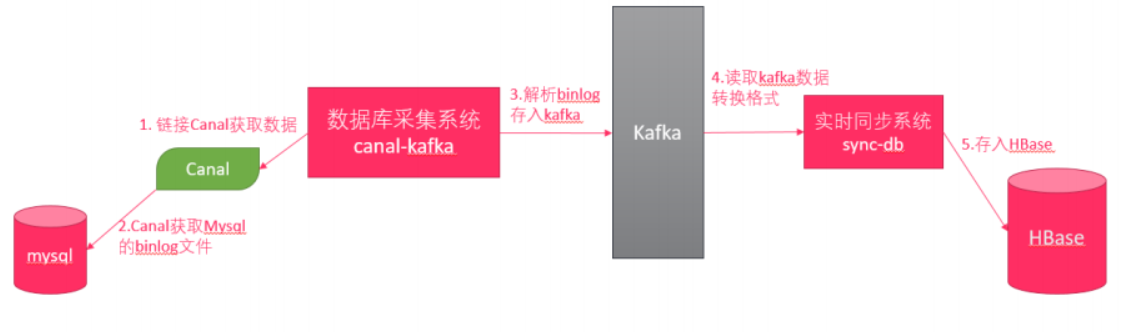 1. 链接Canal获取数据
Canal
mysql
2.Canal获取Mysql
的binlog文件
数据库采集系统
canal-kafka
3.解析binlog
存入kafka
Kafka
4.读取kafka数据
转换格式
实时同步系统
sync-db
5.存入HBase
HBase